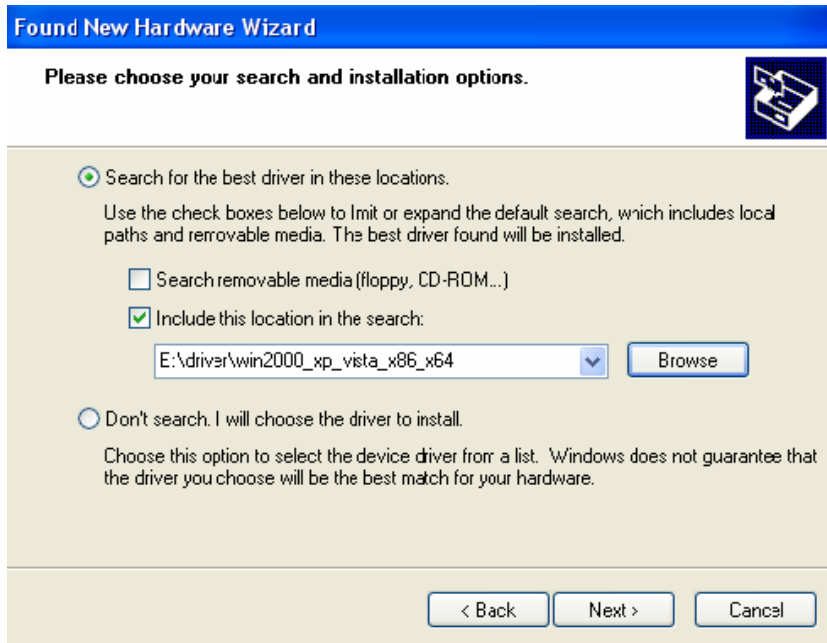 Found New Hardware Wizard
Please choose your search and installation options.
Search for the best driver in these locations.
Use the check boxes below to limit or expand the default search, which includes local
paths and removable media. The best driver found will be installed.
Search removable media (floppy, CD-ROM...)
Include this location in the search:
E:\driver\win2000_xp_vista_x86_x64
Browse
Don't search. I will choose the driver to install.
Choose this option to select the device driver from a list. Windows does not guarantee that
the driver you choose will be the best match for your hardware.
< Back
Next >
Cancel